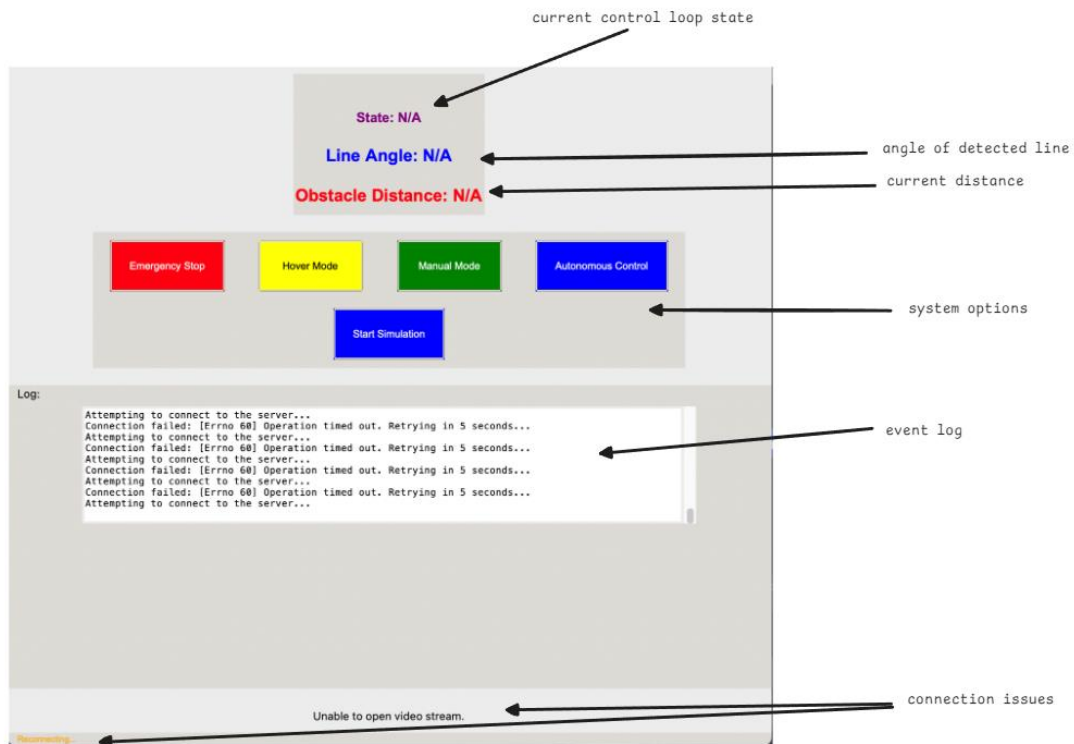 current control loop state
State: N/A
Line Angle: N/A
angle of detected line
Obstacle Distance: N/A
current distance
Emergency Stop
Hover Mode
Manual Mode
Autonomous Control
Start Simulation
system options
Log:
Attempting to connect to the server...
Connection failed: [Errno 60] Operation timed out. Retrying in 5 seconds...
Attempting to connect to the server...
Connection failed: [Errno 60] Operation timed out. Retrying in 5 seconds...
Attempting to connect to the server...
Connection failed: [Errno 60] Operation timed out. Retrying in 5 seconds...
Attempting to connect to the server...
Connection failed: [Errno 60] Operation timed out. Retrying in 5 seconds...
Attempting to connect to the server...
event log
connection issues
Unable to open video stream.
Reconnecting...